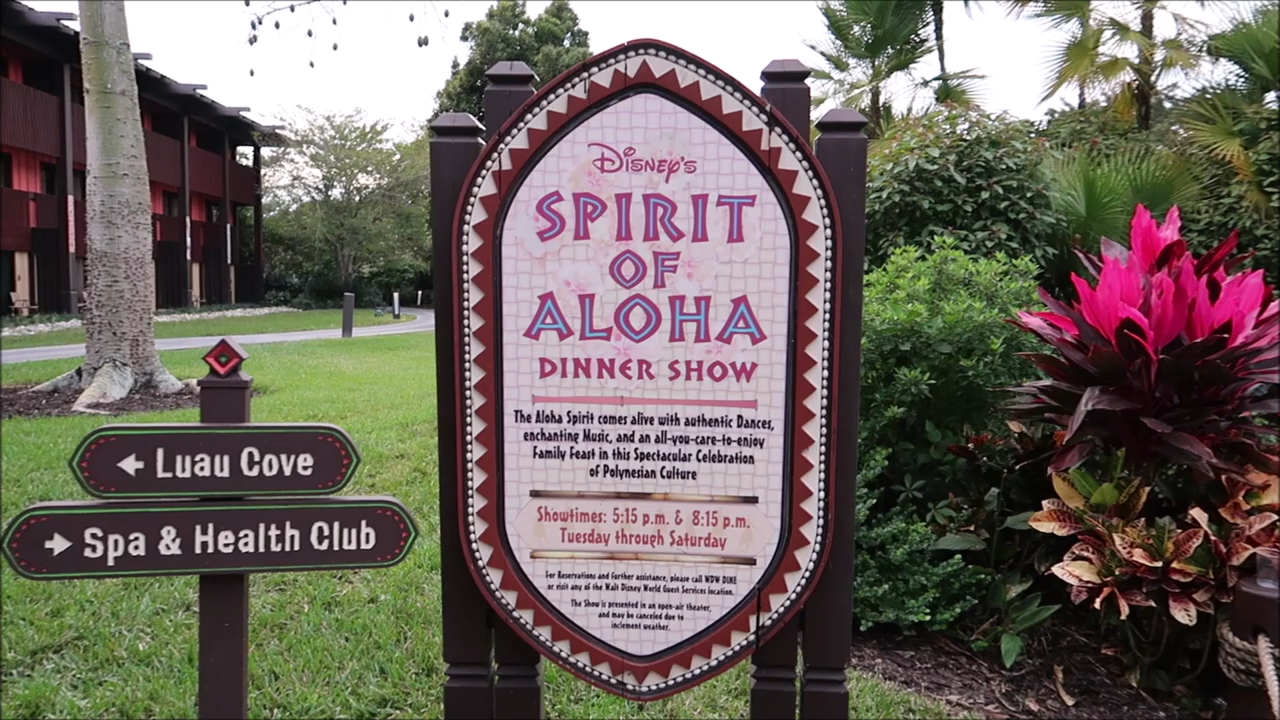 Disney's
SPIRIT
OF
ALOHA
DINNER SHOW
The Aloha Spirit comes alive with authentic Dances,
enchanting Music, and an all-you-care-to-enjoy
Family Feast in this Spectacular Celebration
of Polynesian Culture
Showtimes: 5:15 p.m. & 8:15 p.m.
Tuesday through Saturday
For Reservations and further assistance, please call WDW DINE
or visit any of the Walt Disney World Guest Services location.
The Show is presented in an open-air theater,
and may be canceled due to
inclement weather.
← Luau Cove
→ Spa & Health Club